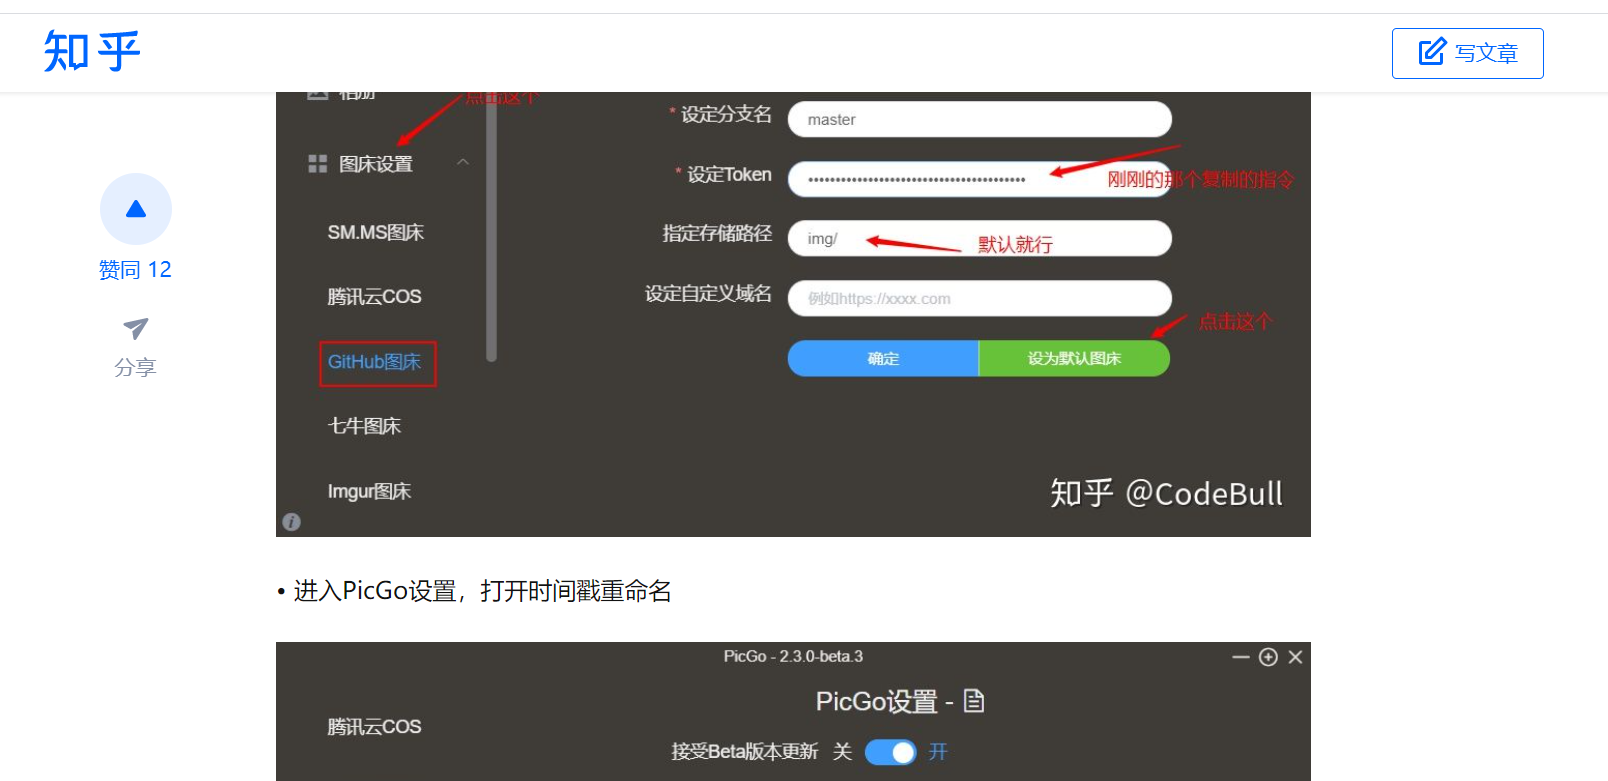 知乎
写文章
相册
点击这个
* 设定分支名
master
图床设置
* 设定Token
刚刚的那个复制的指令
赞同 12
SM.MS图床
指定存储路径
img/
默认就行
分享
腾讯云COS
设定自定义域名
例如https://xxxx.com
点击这个
GitHub图床
确定
设为默认图床
七牛图床
Imgur图床
知乎 @CodeBull
• 进入PicGo设置，打开时间戳重命名
PicGo - 2.3.0-beta.3
PicGo设置 -
腾讯云COS
接受Beta版本更新 关 开